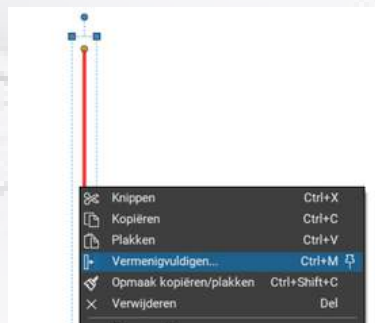 Knippen Ctrl+X
Kopiëren Ctrl+C
Plakken Ctrl+V
Vermenigvuldigen... Ctrl+M
Opmaak kopiëren/plakken Ctrl+Shift+C
Verwijderen Del